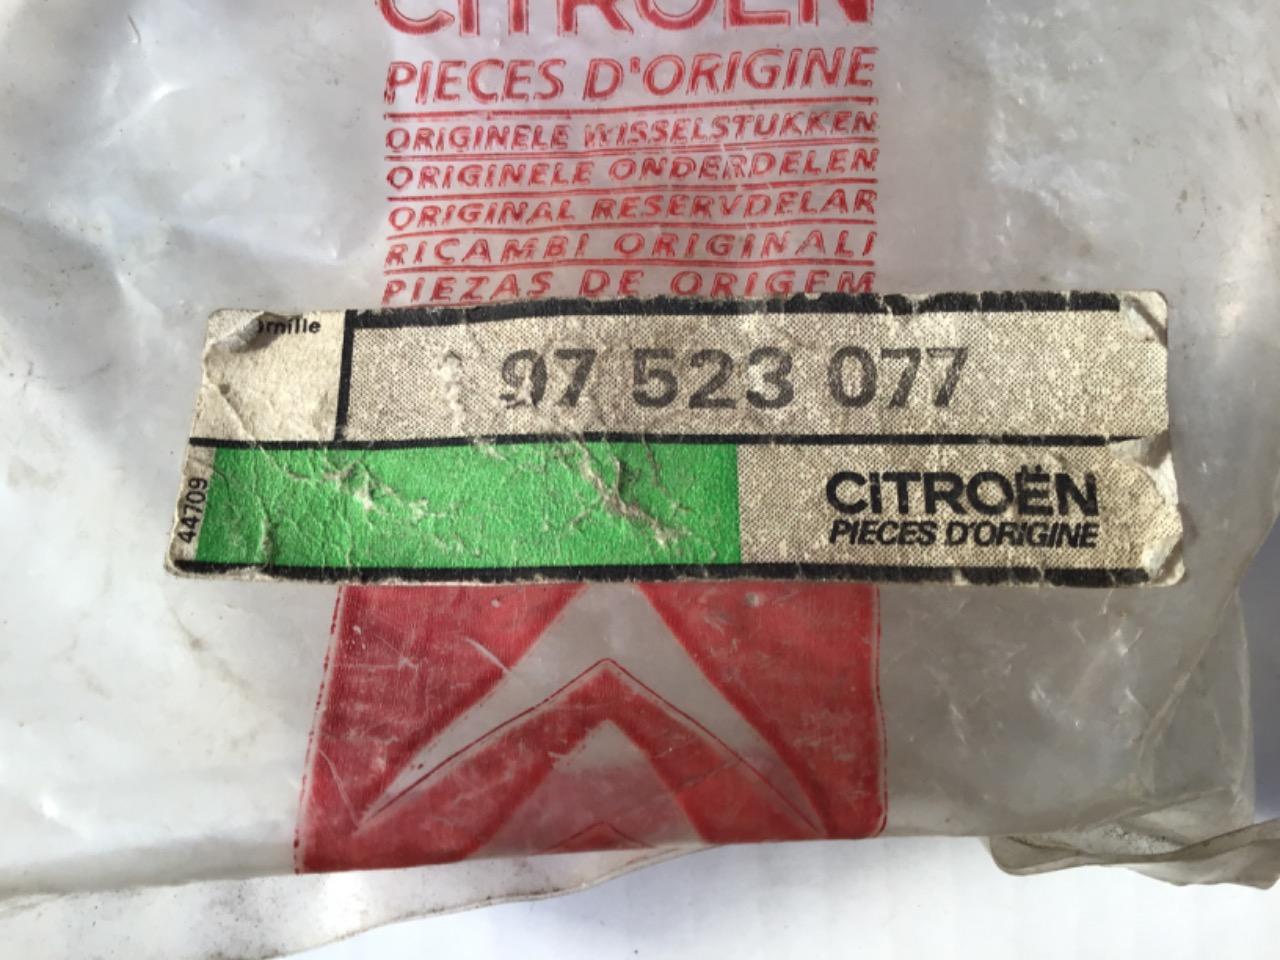 CITROËN
PIECES D'ORIGINE
ORIGINELE WISSELSTUKKEN
ORIGINELE ONDERDELEN
ORIGINAL RESERVDELAR
RICAMBI ORIGINALI
PIEZAS DE ORIGEM
97 523 077
44709
CITROËN
PIECES D'ORIGINE